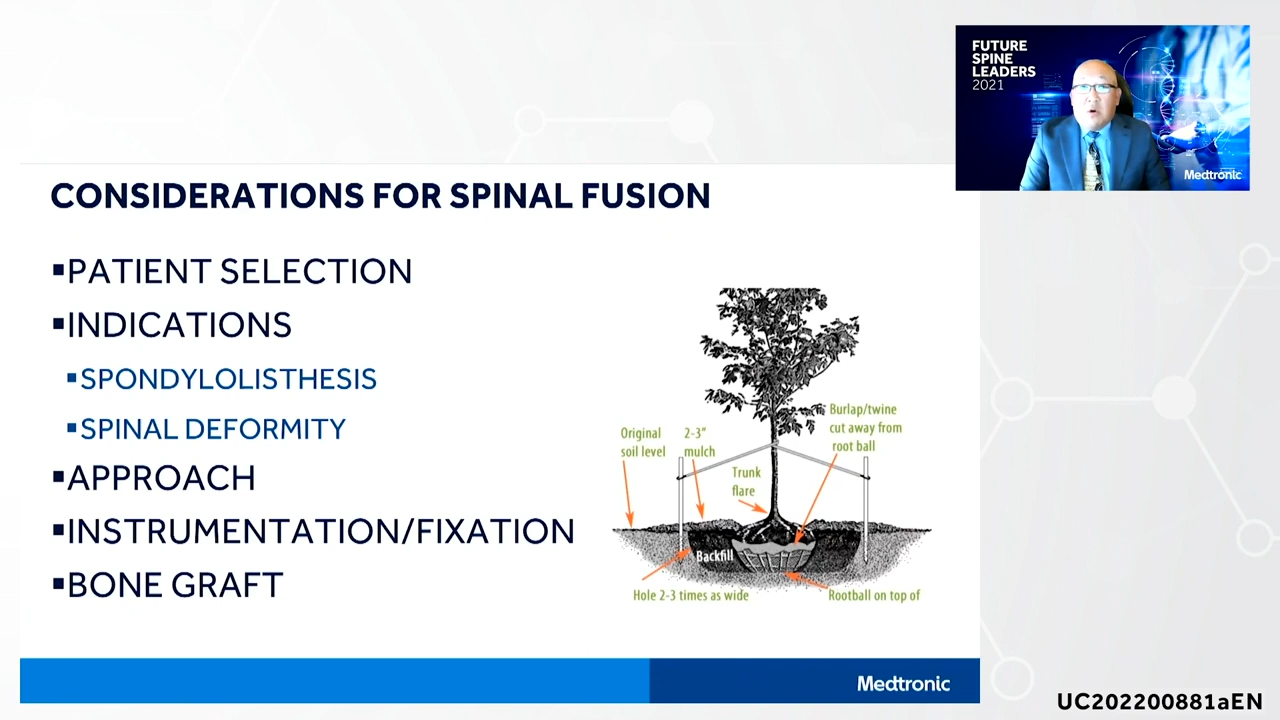 FUTURE
SPINE
LEADERS
2021
Medtronic
CONSIDERATIONS FOR SPINAL FUSION
▪PATIENT SELECTION
▪INDICATIONS
▪SPONDYLOLISTHESIS
▪SPINAL DEFORMITY
▪APPROACH
▪INSTRUMENTATION/FIXATION
▪BONE GRAFT
Burlap/twine
cut away from
root ball
Original
soil level
2-3"
mulch
Trunk
flare
Backfill
Hole 2-3 times as wide
Rootball on top of
Medtronic
UC202200881aEN